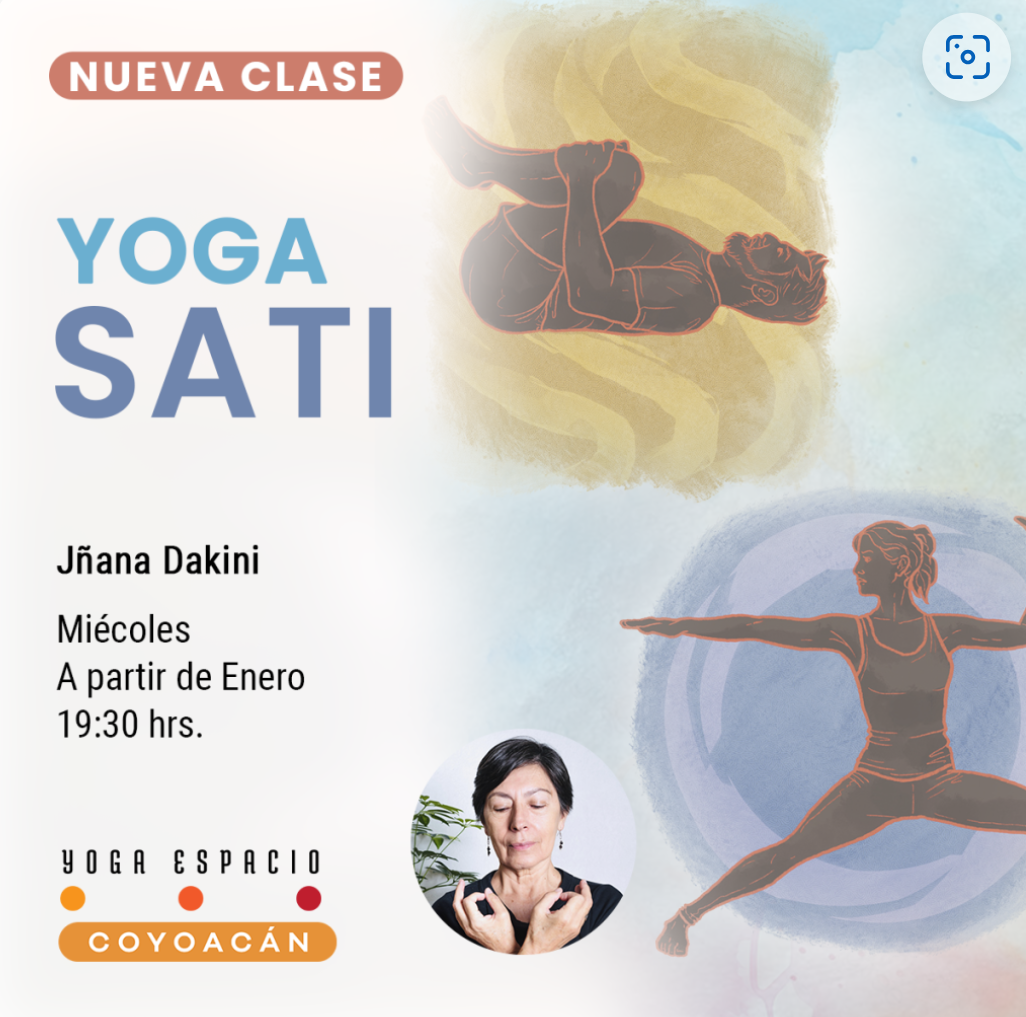 NUEVA CLASE
YOGA
SATI
Jñana Dakini
Miécoles
A partir de Enero
19:30 hrs.
YOGA ESPACIO
COYOACÁN